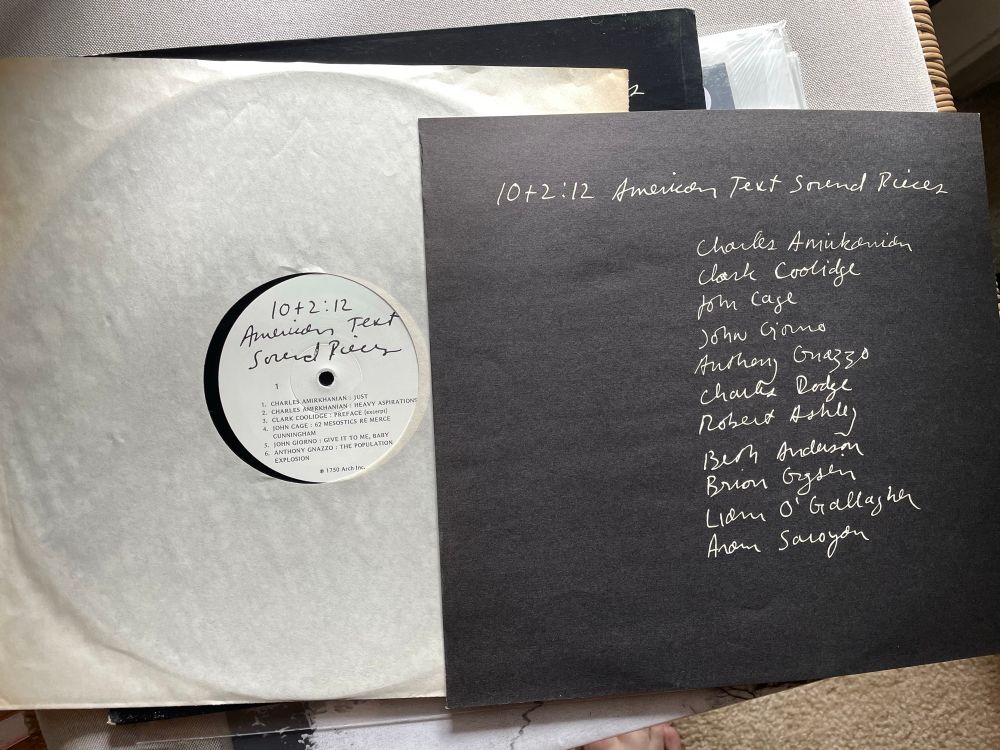 10+2:12
American Text
Sound Pieces
1
1. CHARLES AMIRKHANIAN : JUST
2. CHARLES AMIRKHANIAN : HEAVY ASPIRATIONS
3. CLARK COOLIDGE : PREFACE (excerpt)
4. JOHN CAGE : 62 MESOSTICS RE MERCE
CUNNINGHAM
5. JOHN GIORNO : GIVE IT TO ME, BABY
6. ANTHONY GNAZZO : THE POPULATION
EXPLOSION
℗ 1750 Arch Inc.
10+2:12 American Text Sound Pieces
Charles Amirkanian
Clark Coolidge
John Cage
John Giorno
Anthony Gnazzo
Charles Dodge
Robert Ashley
Beth Anderson
Brion Gysin
Liam O'Gallagher
Aram Saroyan